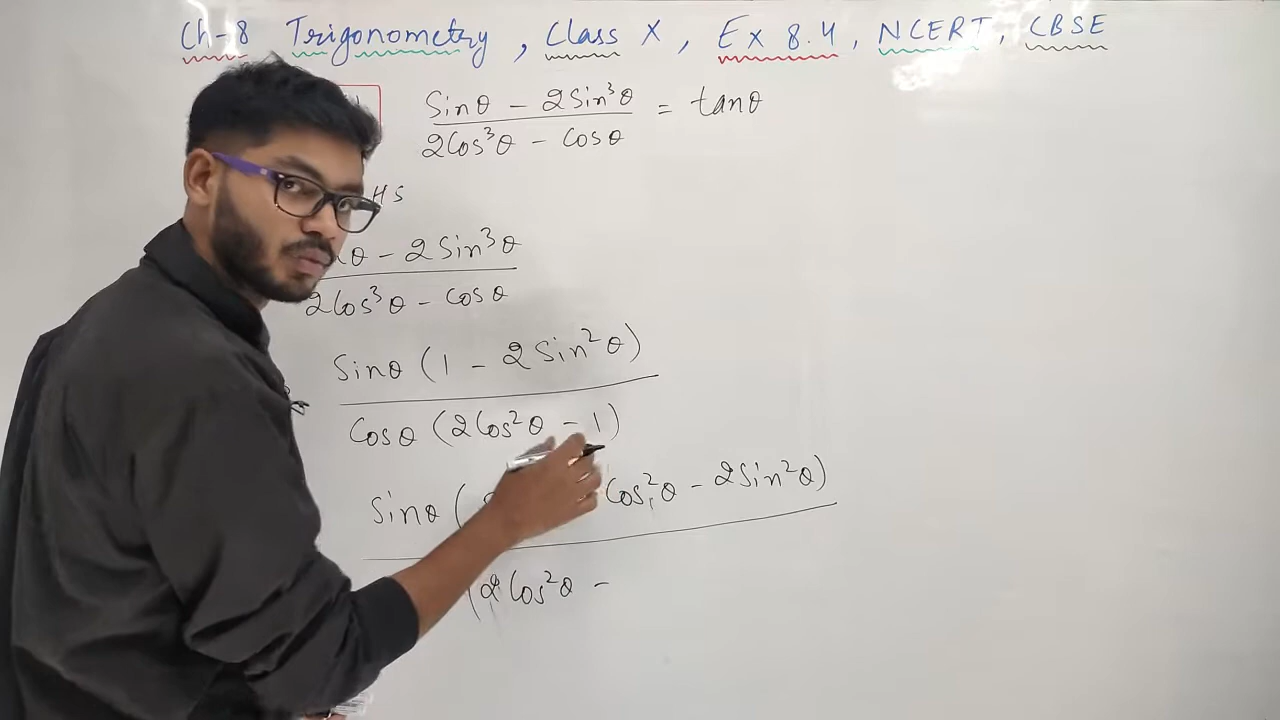 Ch-8 Trigonometry , Class X , Ex 8.4 , NCERT , CBSE
Sinθ - 2Sin³θ
2Cos³θ - Cosθ
= tanθ
HS
θ - 2Sin³θ
2Cos³θ - Cosθ
Sinθ (1 - 2Sin²θ)
Cosθ (2Cos²θ - 1)
Sinθ ( Cos²θ - 2Sin²θ)
(2Cos²θ -